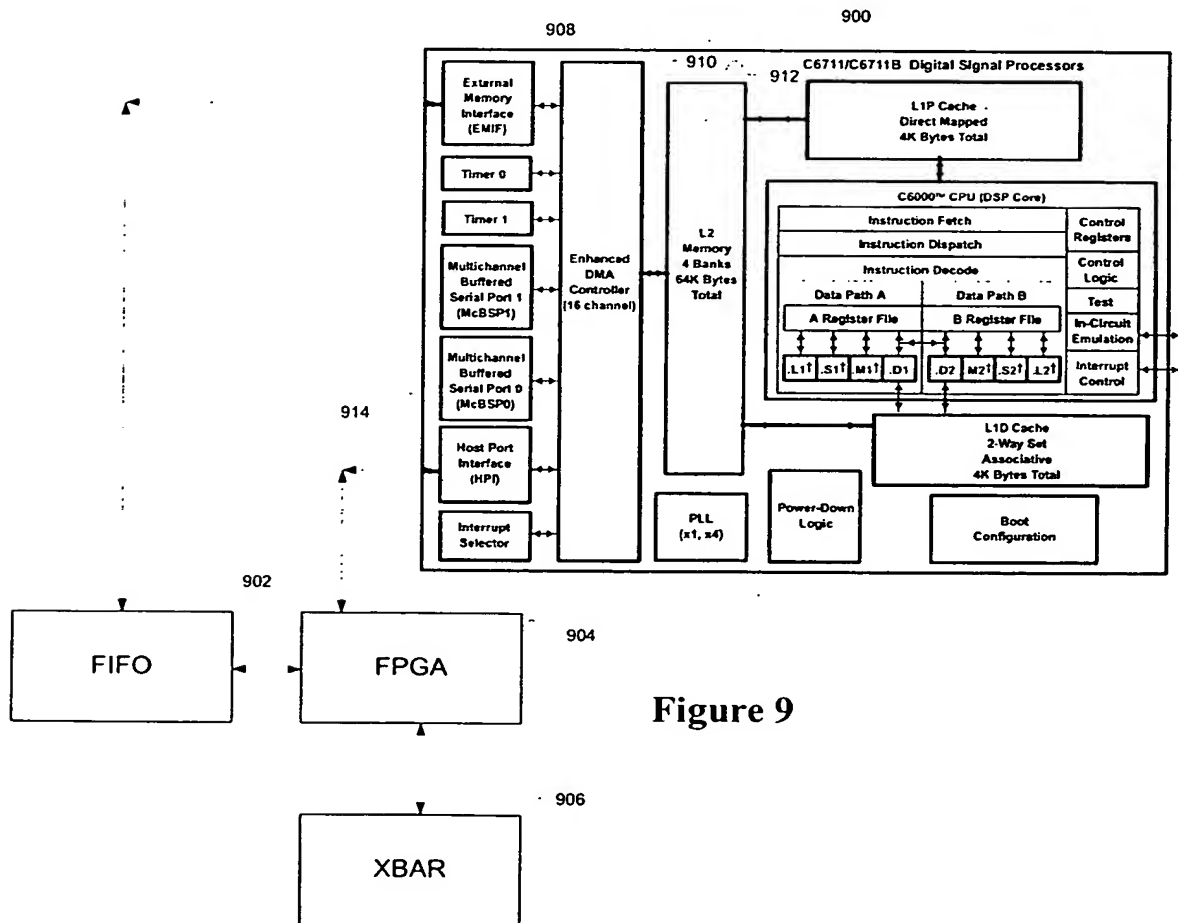 908
900
910
912
C6711/C6711B Digital Signal Processors
External
Memory
Interface
(EMIF)
Timer 0
Timer 1
Multichannel
Buffered
Serial Port 1
(McBSP1)
Multichannel
Buffered
Serial Port 0
(McBSP0)
914
Host Port
Interface
(HPI)
Interrupt
Selector
Enhanced
DMA
Controller
(16 channel)
L2
Memory
4 Banks
64K Bytes
Total
L1P Cache
Direct Mapped
4K Bytes Total
C6000™ CPU (DSP Core)
Instruction Fetch
Instruction Dispatch
Instruction Decode
Data Path A
Data Path B
A Register File
B Register File
.L1† .S1† .M1† .D1
.D2 .M2† .S2† .L2†
Control
Registers
Control
Logic
Test
In-Circuit
Emulation
Interrupt
Control
L1D Cache
2-Way Set
Associative
4K Bytes Total
PLL
(x1, x4)
Power-Down
Logic
Boot
Configuration
902
FIFO
904
FPGA
Figure 9
906
XBAR